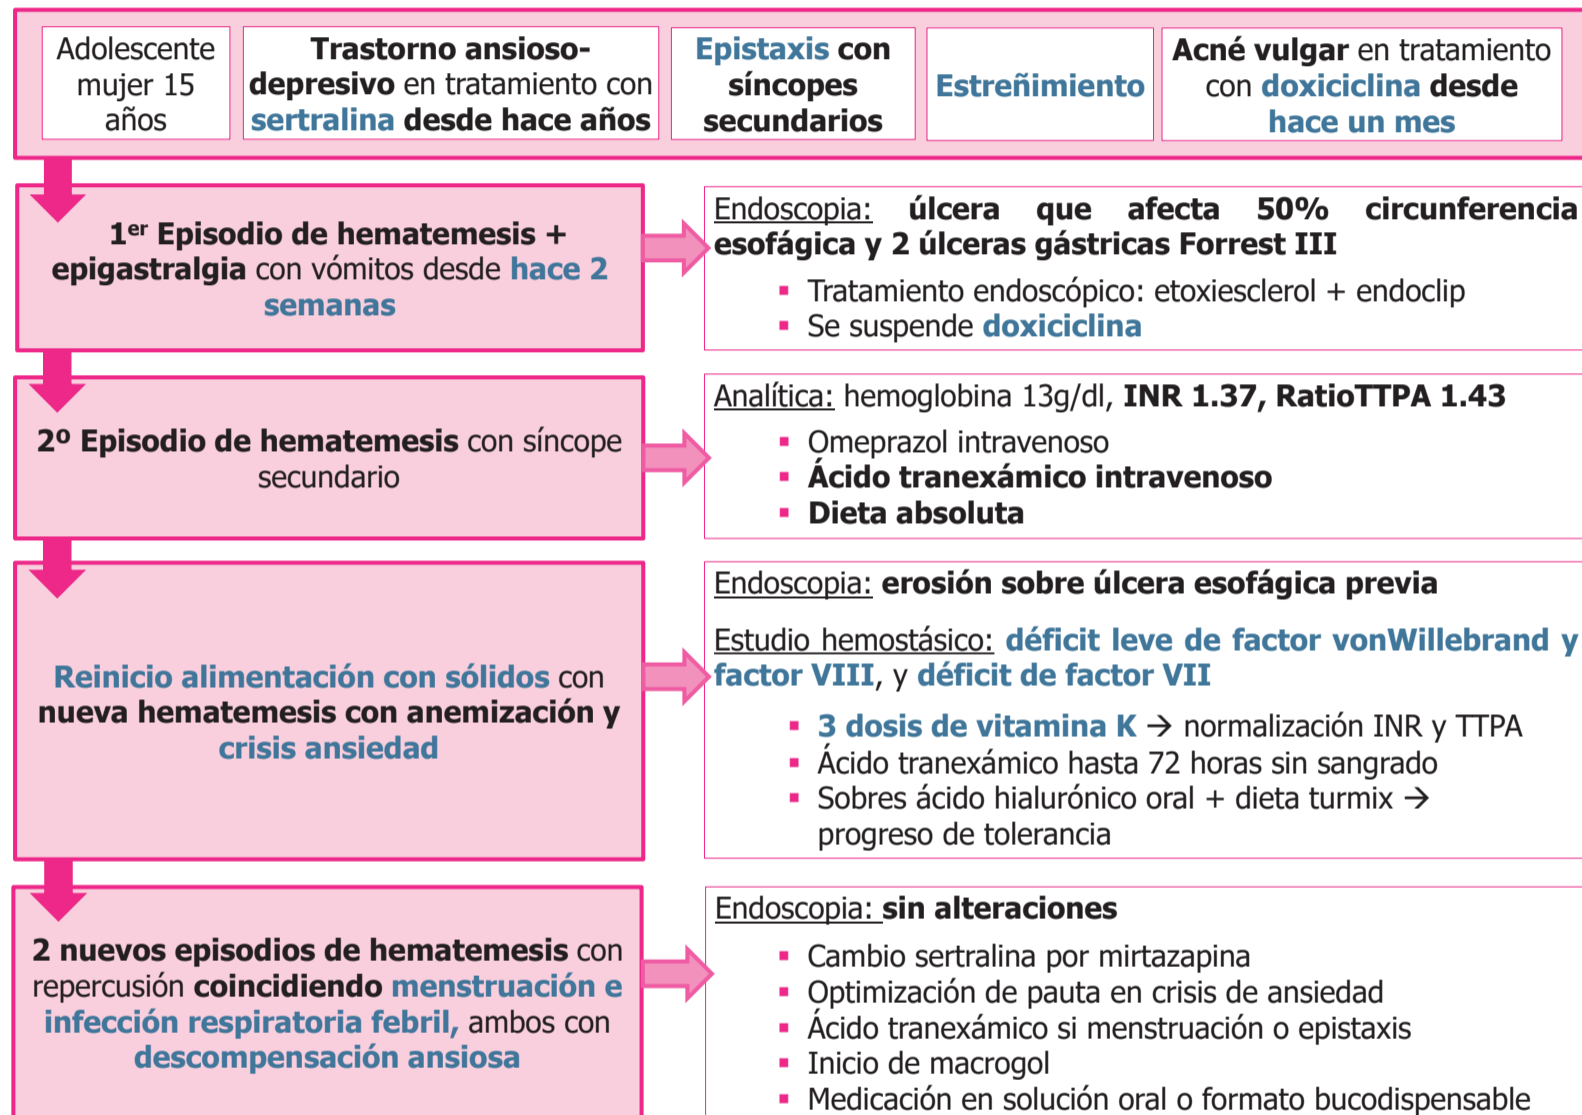 Adolescente
mujer 15
años
Trastorno ansioso-
depresivo en tratamiento con
sertralina desde hace años
Epistaxis con
síncopes
secundarios
Estreñimiento
Acné vulgar en tratamiento
con doxiciclina desde
hace un mes
1er Episodio de hematemesis +
epigastralgia con vómitos desde hace 2
semanas
Endoscopia: úlcera que afecta 50% circunferencia
esofágica y 2 úlceras gástricas Forrest III
▪ Tratamiento endoscópico: etoxiesclerol + endoclip
▪ Se suspende doxiciclina
2º Episodio de hematemesis con síncope
secundario
Analítica: hemoglobina 13g/dl, INR 1.37, RatioTTPA 1.43
▪ Omeprazol intravenoso
▪ Ácido tranexámico intravenoso
▪ Dieta absoluta
Reinicio alimentación con sólidos con
nueva hematemesis con anemización y
crisis ansiedad
Endoscopia: erosión sobre úlcera esofágica previa
Estudio hemostásico: déficit leve de factor vonWillebrand y
factor VIII, y déficit de factor VII
▪ 3 dosis de vitamina K → normalización INR y TTPA
▪ Ácido tranexámico hasta 72 horas sin sangrado
▪ Sobres ácido hialurónico oral + dieta turmix →
progreso de tolerancia
2 nuevos episodios de hematemesis con
repercusión coincidiendo menstruación e
infección respiratoria febril, ambos con
descompensación ansiosa
Endoscopia: sin alteraciones
▪ Cambio sertralina por mirtazapina
▪ Optimización de pauta en crisis de ansiedad
▪ Ácido tranexámico si menstruación o epistaxis
▪ Inicio de macrogol
▪ Medicación en solución oral o formato bucodispensable